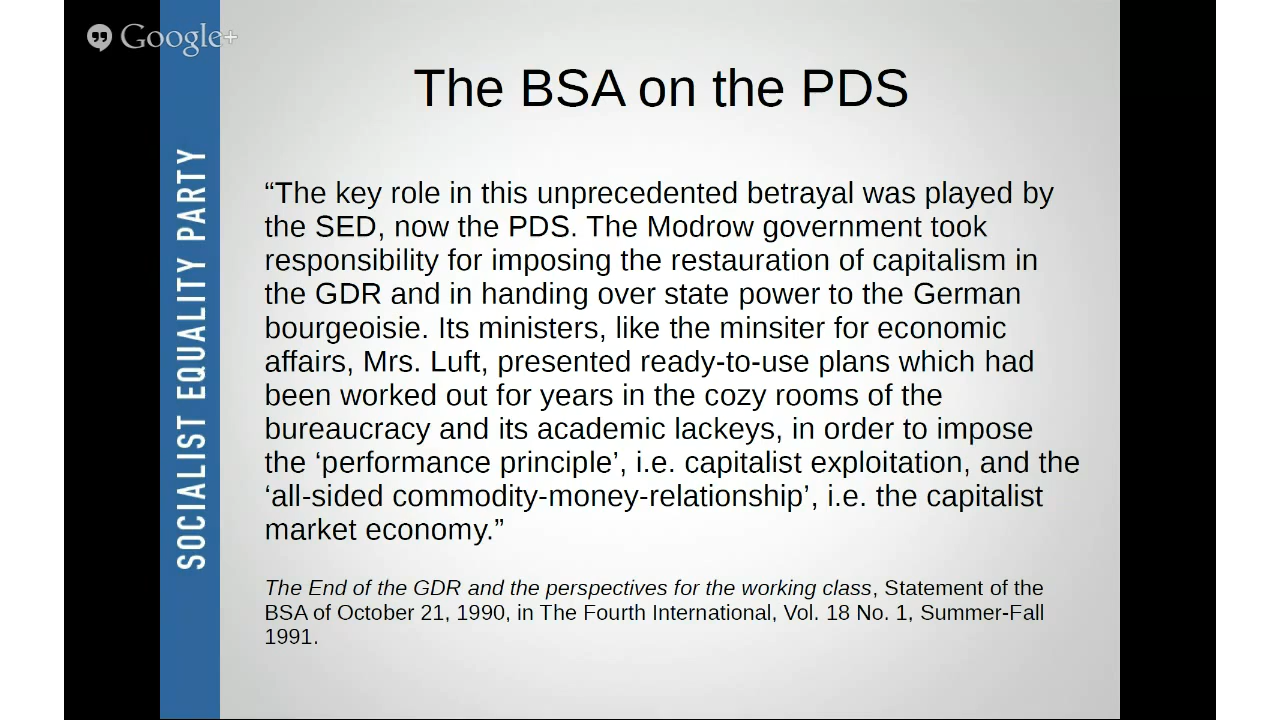 Google+
The BSA on the PDS
SOCIALIST EQUALITY PARTY
“The key role in this unprecedented betrayal was played by
the SED, now the PDS. The Modrow government took
responsibility for imposing the restauration of capitalism in
the GDR and in handing over state power to the German
bourgeoisie. Its ministers, like the minsiter for economic
affairs, Mrs. Luft, presented ready-to-use plans which had
been worked out for years in the cozy rooms of the
bureaucracy and its academic lackeys, in order to impose
the ‘performance principle’, i.e. capitalist exploitation, and the
‘all-sided commodity-money-relationship’, i.e. the capitalist
market economy.”
The End of the GDR and the perspectives for the working class, Statement of the
BSA of October 21, 1990, in The Fourth International, Vol. 18 No. 1, Summer-Fall
1991.